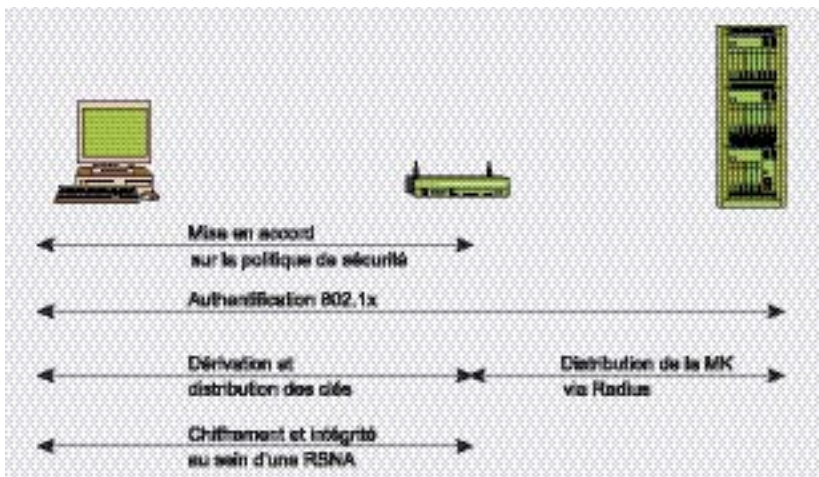 Mise en accord
sur la politique de sécurité
Authentification 802.1x
Dérivation et
distribution des clés
Distribution de la MK
via Radius
Chiffrement et intégrité
au sein d'une RSNA